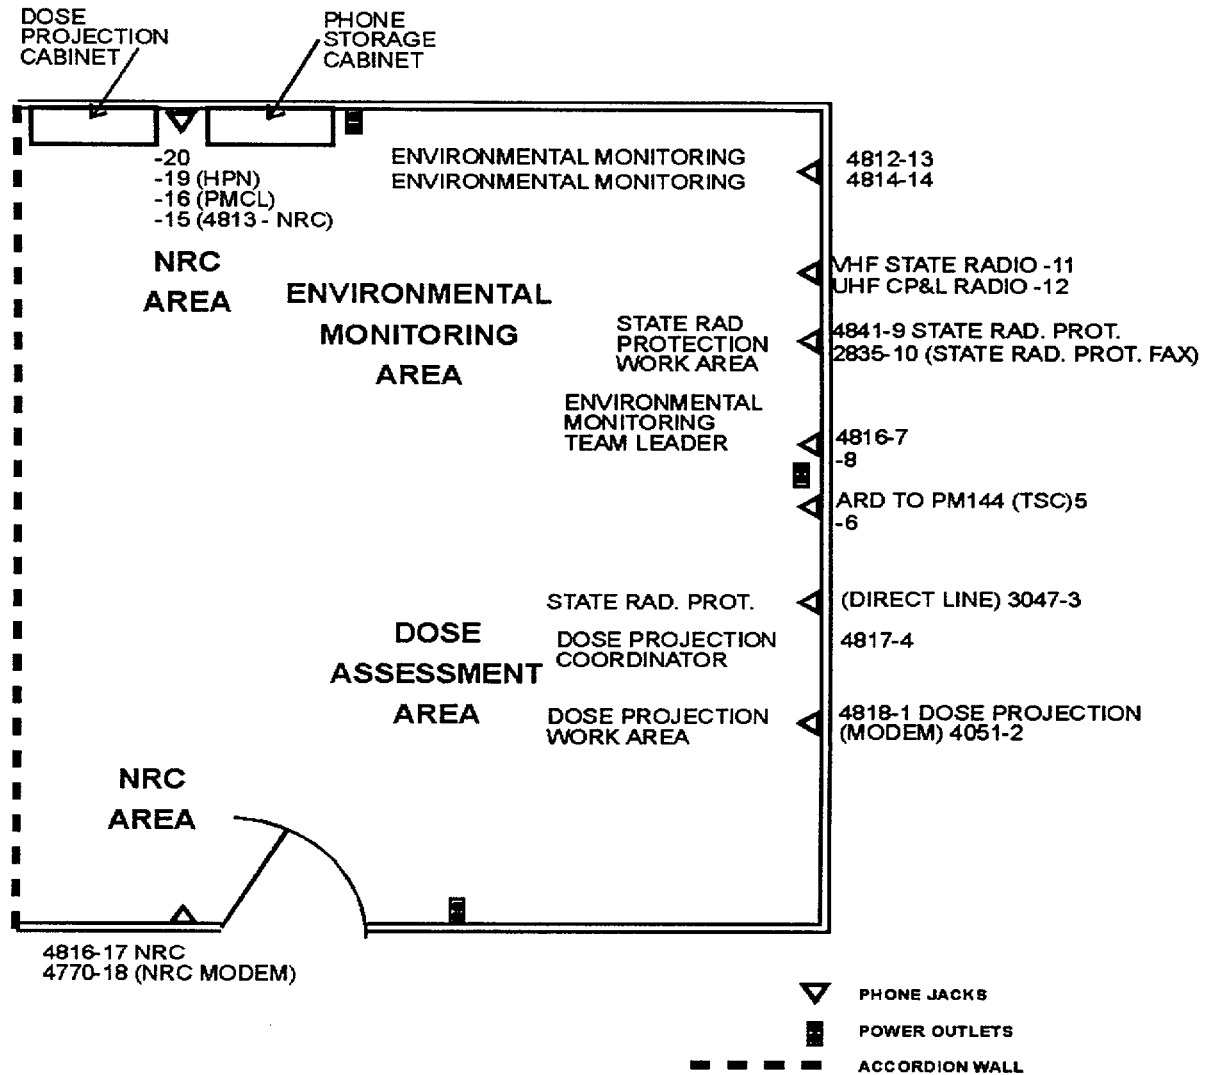 DOSE
PROJECTION
CABINET
PHONE
STORAGE
CABINET
-20
-19 (HPN)
-16 (PMCL)
-15 (4813 - NRC)
ENVIRONMENTAL MONITORING
ENVIRONMENTAL MONITORING
4812-13
4814-14
NRC
AREA
ENVIRONMENTAL
MONITORING
AREA
VHF STATE RADIO -11
UHF CP&L RADIO -12
STATE RAD
PROTECTION
WORK AREA
4841-9 STATE RAD. PROT.
2835-10 (STATE RAD. PROT. FAX)
ENVIRONMENTAL
MONITORING
TEAM LEADER
4816-7
-8
ARD TO PM144 (TSC)5
-6
STATE RAD. PROT.
(DIRECT LINE) 3047-3
DOSE
ASSESSMENT
AREA
DOSE PROJECTION
COORDINATOR
4817-4
DOSE PROJECTION
WORK AREA
4818-1 DOSE PROJECTION
(MODEM) 4051-2
NRC
AREA
4816-17 NRC
4770-18 (NRC MODEM)
PHONE JACKS
POWER OUTLETS
ACCORDION WALL